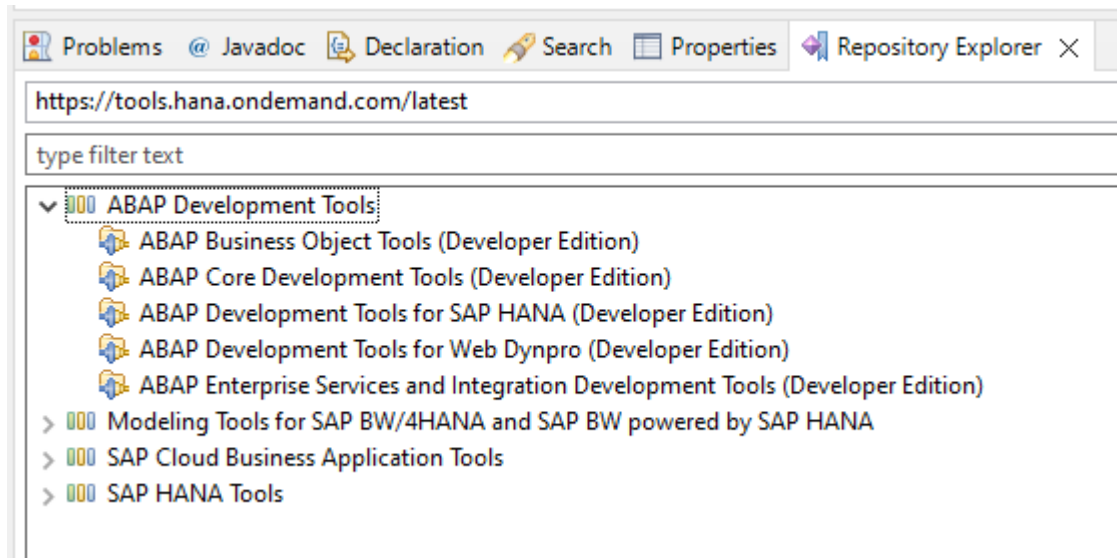 Problems @ Javadoc Declaration Search Properties Repository Explorer
https://tools.hana.ondemand.com/latest
type filter text
ABAP Development Tools
ABAP Business Object Tools (Developer Edition)
ABAP Core Development Tools (Developer Edition)
ABAP Development Tools for SAP HANA (Developer Edition)
ABAP Development Tools for Web Dynpro (Developer Edition)
ABAP Enterprise Services and Integration Development Tools (Developer Edition)
Modeling Tools for SAP BW/4HANA and SAP BW powered by SAP HANA
SAP Cloud Business Application Tools
SAP HANA Tools